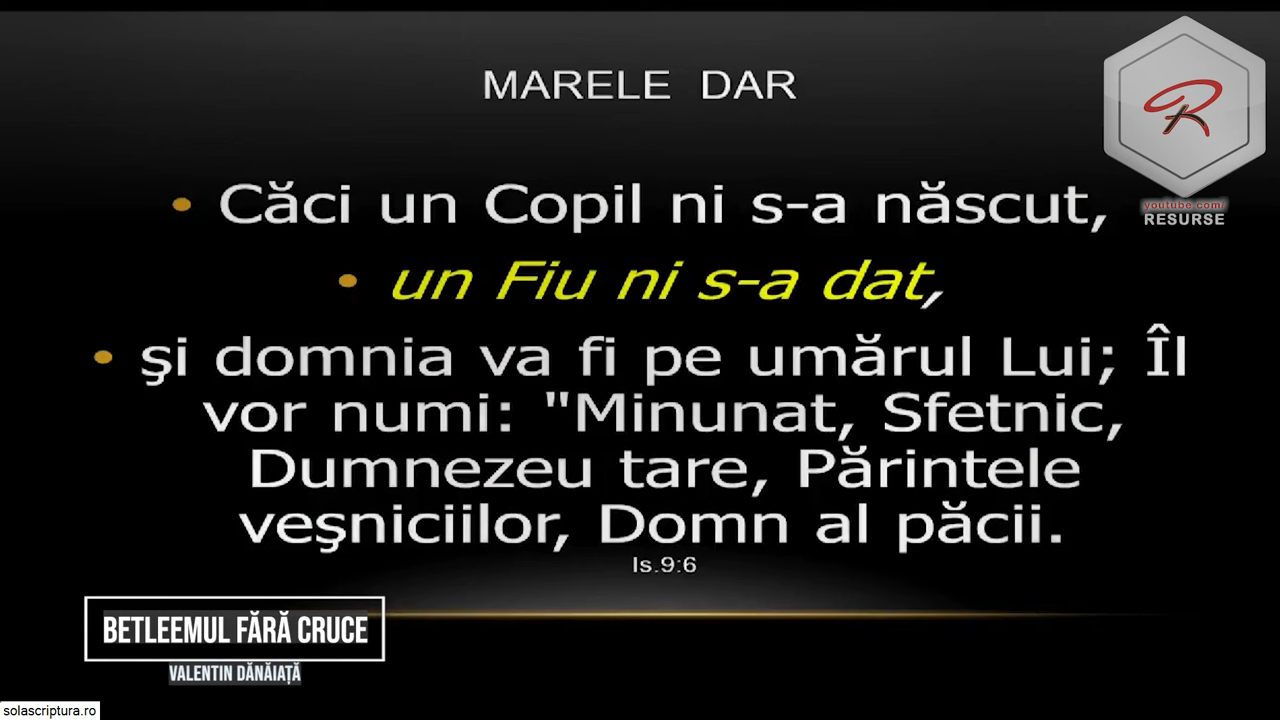 MARELE DAR
• Căci un Copil ni s-a născut,
• un Fiu ni s-a dat,
• şi domnia va fi pe umărul Lui; Îl
vor numi: "Minunat, Sfetnic,
Dumnezeu tare, Părintele
veşniciilor, Domn al păcii.
Is.9:6
R
youtube.com/
RESURSE
BETLEEMUL FĂRĂ CRUCE
VALENTIN DĂNĂIAȚĂ
solascriptura.ro